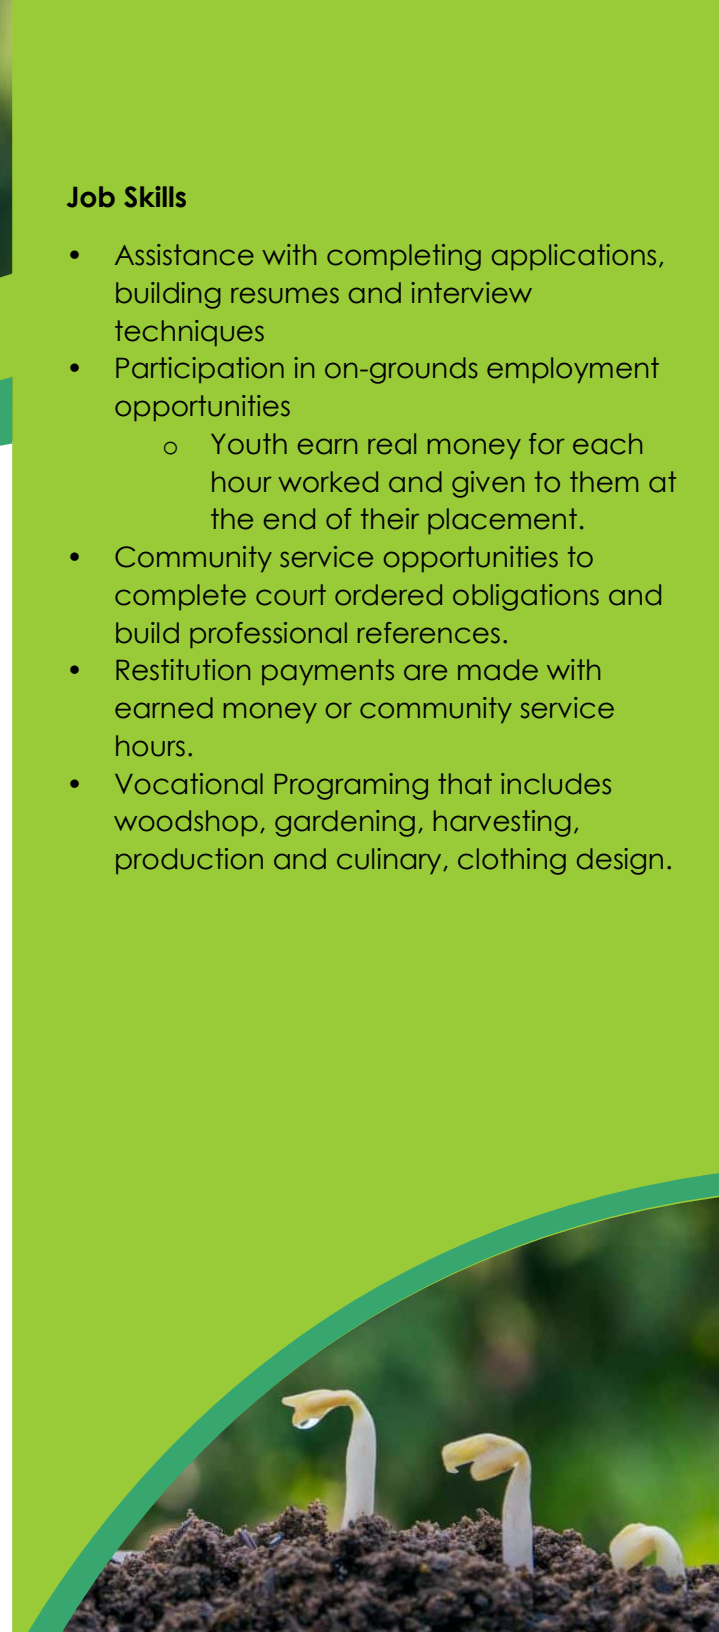 Job Skills
• Assistance with completing applications,
building resumes and interview
techniques
• Participation in on-grounds employment
opportunities
o Youth earn real money for each
hour worked and given to them at
the end of their placement.
• Community service opportunities to
complete court ordered obligations and
build professional references.
• Restitution payments are made with
earned money or community service
hours.
• Vocational Programing that includes
woodshop, gardening, harvesting,
production and culinary, clothing design.